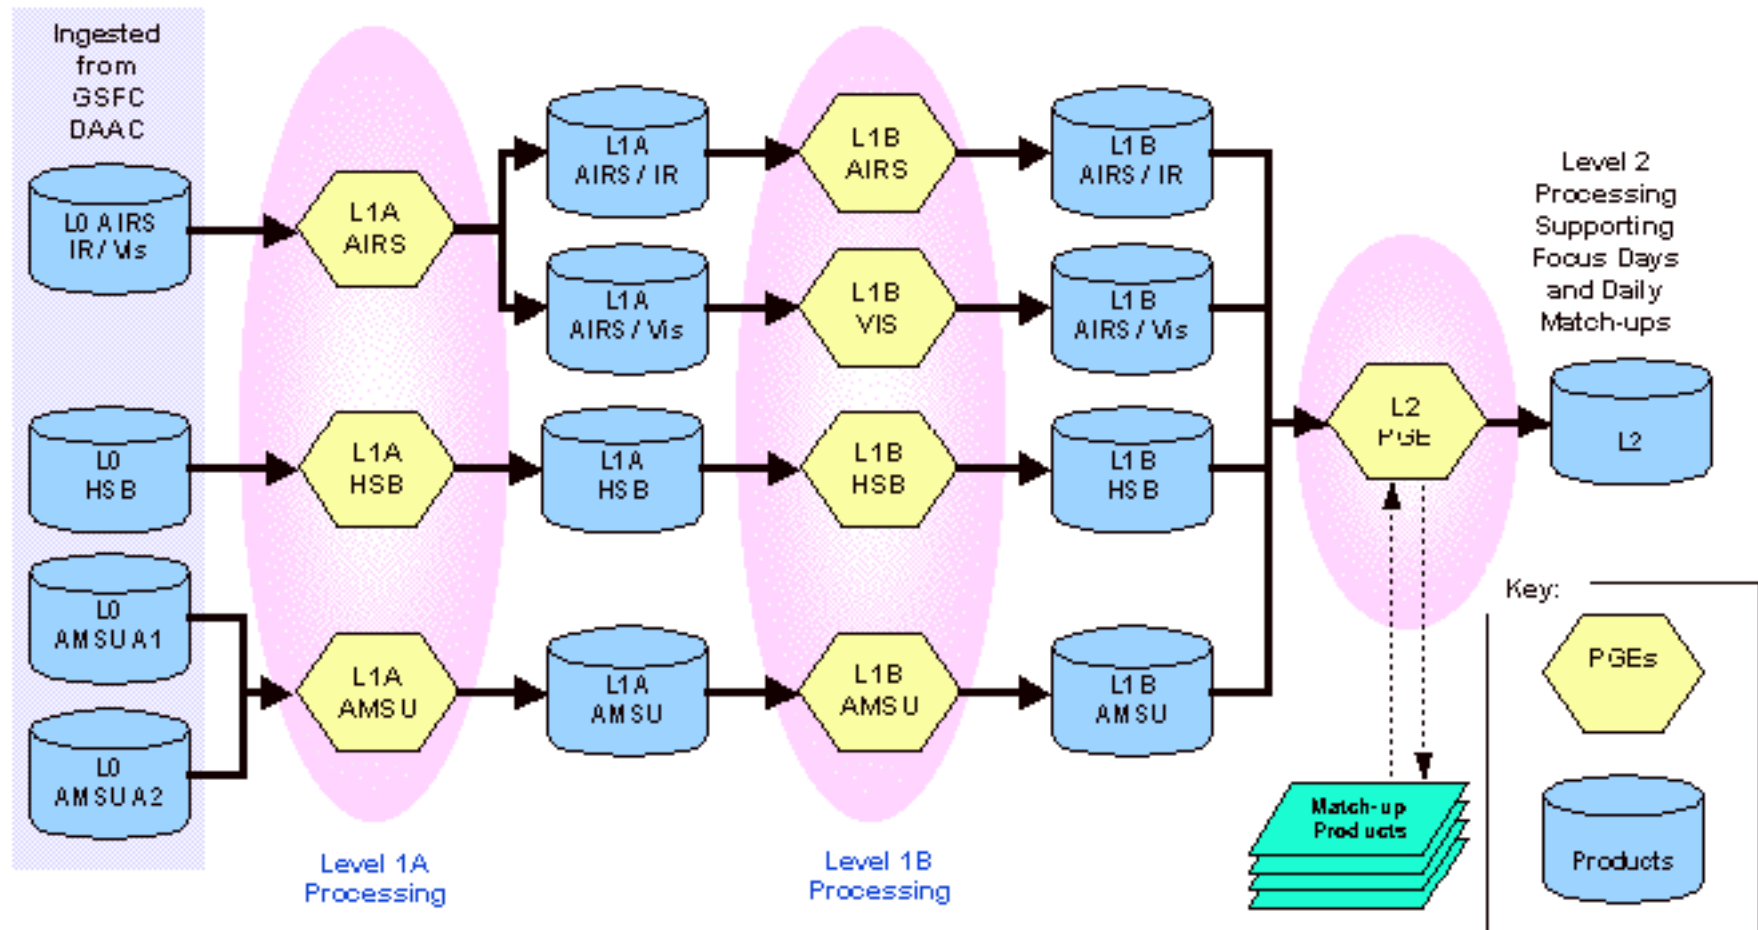 Ingested
from
GSFC
DAAC
L0 AIRS
IR / Vis
L0
HSB
L0
AMSU A1
L0
AMSU A2
L1A
AIRS
L1A
HSB
L1A
AMSU
Level 1A
Processing
L1A
AIRS / IR
L1A
AIRS / Vis
L1A
HSB
L1A
AMSU
L1B
AIRS
L1B
VIS
L1B
HSB
L1B
AMSU
Level 1B
Processing
L1B
AIRS / IR
L1B
AIRS / Vis
L1B
HSB
L1B
AMSU
L2
PGE
Match-up
Products
Level 2
Processing
Supporting
Focus Days
and Daily
Match-ups
L2
Key:
PGEs
Products